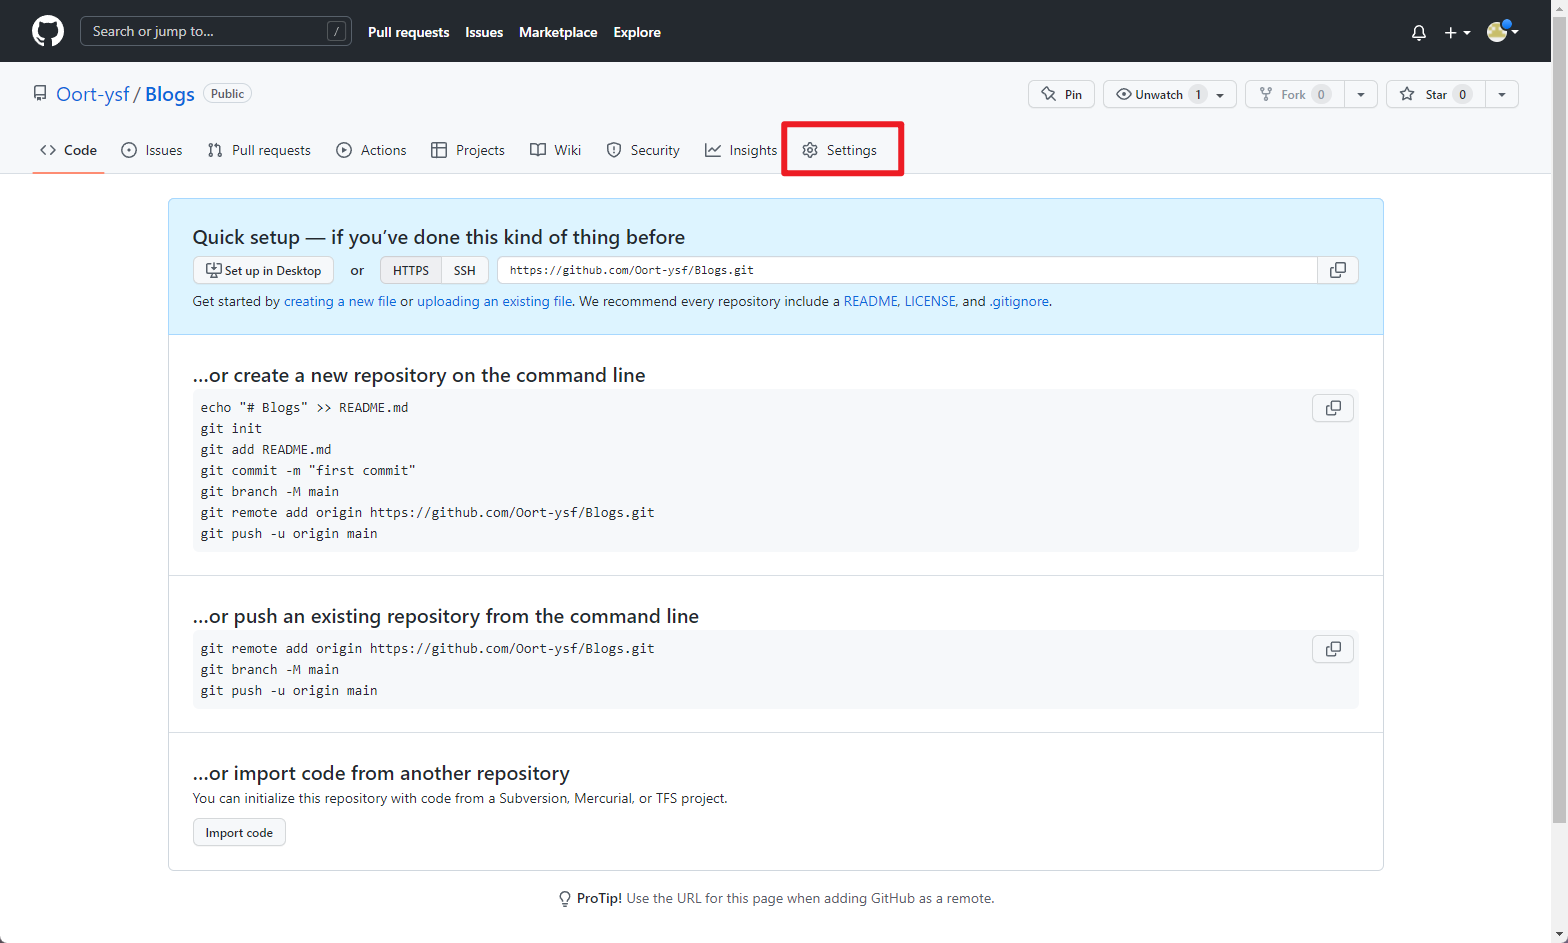 Search or jump to... /
Pull requests Issues Marketplace Explore
Oort-ysf / Blogs Public
Pin Unwatch 1 Fork 0 Star 0
Code Issues Pull requests Actions Projects Wiki Security Insights Settings
Quick setup — if you’ve done this kind of thing before
Set up in Desktop or HTTPS SSH https://github.com/Oort-ysf/Blogs.git
Get started by creating a new file or uploading an existing file. We recommend every repository include a README, LICENSE, and .gitignore.
…or create a new repository on the command line
echo "# Blogs" >> README.md
git init
git add README.md
git commit -m "first commit"
git branch -M main
git remote add origin https://github.com/Oort-ysf/Blogs.git
git push -u origin main
…or push an existing repository from the command line
git remote add origin https://github.com/Oort-ysf/Blogs.git
git branch -M main
git push -u origin main
…or import code from another repository
You can initialize this repository with code from a Subversion, Mercurial, or TFS project.
Import code
ProTip! Use the URL for this page when adding GitHub as a remote.